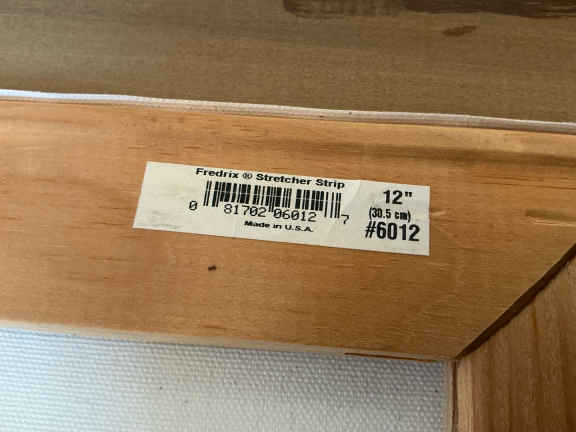 Fredrix ® Stretcher Strip
0 81702 06012 7
Made in U.S.A.
12"
(30.5 cm)
#6012